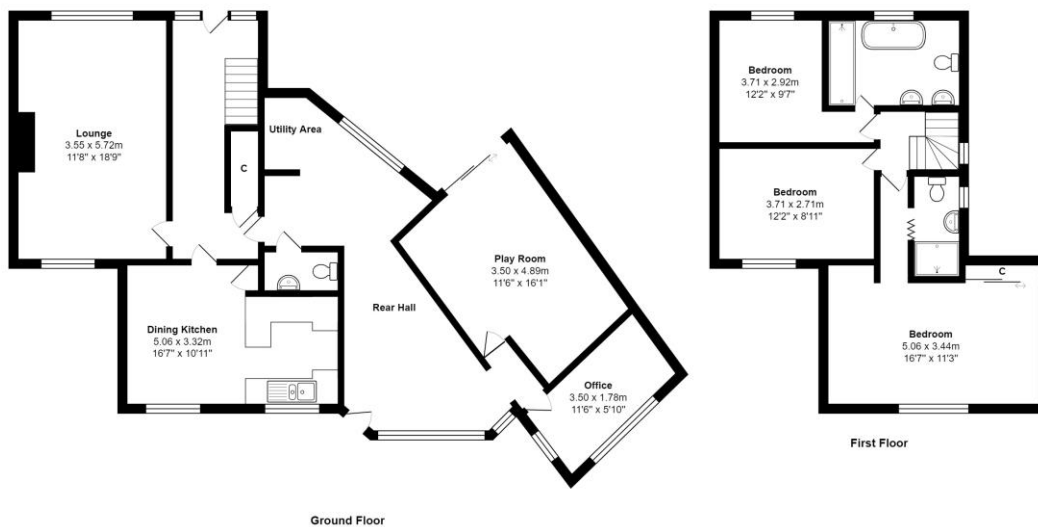 Lounge
3.55 x 5.72m
11'8" x 18'9"
C
Utility Area
Dining Kitchen
5.06 x 3.32m
16'7" x 10'11"
Rear Hall
Play Room
3.50 x 4.89m
11'6" x 16'1"
Office
3.50 x 1.78m
11'6" x 5'10"
Ground Floor
Bedroom
3.71 x 2.92m
12'2" x 9'7"
Bedroom
3.71 x 2.71m
12'2" x 8'11"
C
Bedroom
5.06 x 3.44m
16'7" x 11'3"
First Floor